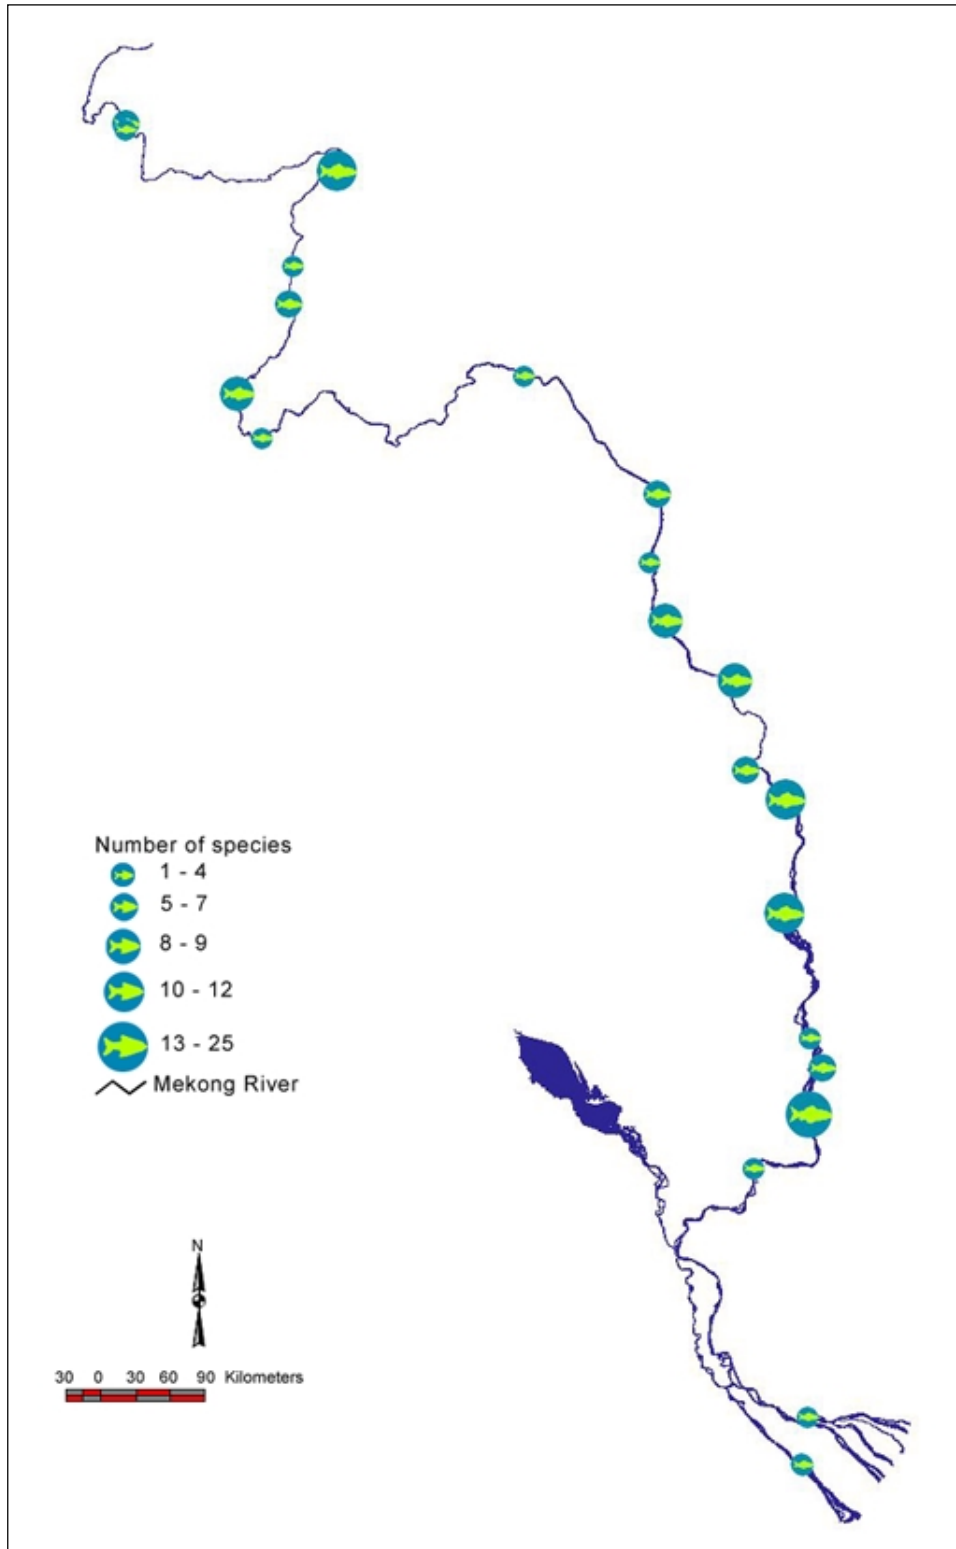 Number of species
1 - 4
5 - 7
8 - 9
10 - 12
13 - 25
Mekong River
N
30 0 30 60 90 Kilometers